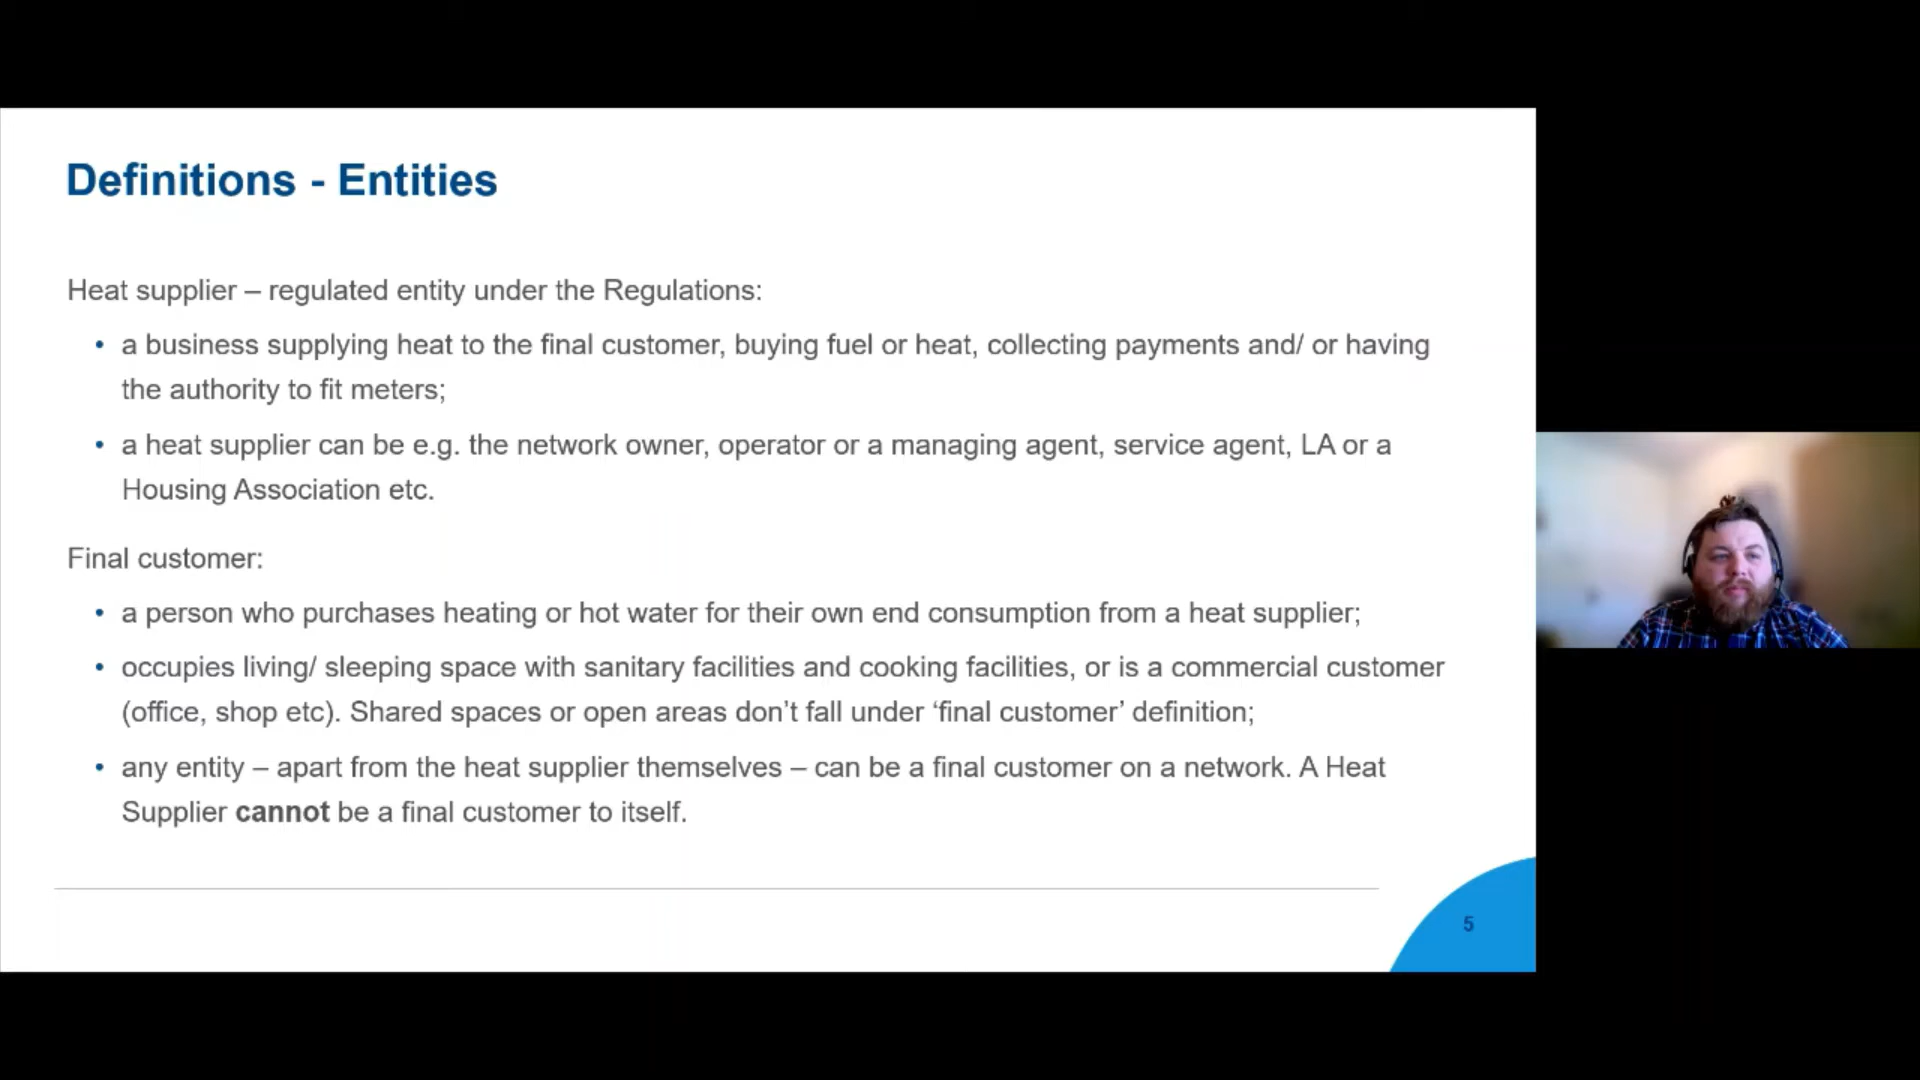 Definitions - Entities
Heat supplier – regulated entity under the Regulations:
• a business supplying heat to the final customer, buying fuel or heat, collecting payments and/ or having
the authority to fit meters;
• a heat supplier can be e.g. the network owner, operator or a managing agent, service agent, LA or a
Housing Association etc.
Final customer:
• a person who purchases heating or hot water for their own end consumption from a heat supplier;
• occupies living/ sleeping space with sanitary facilities and cooking facilities, or is a commercial customer
(office, shop etc). Shared spaces or open areas don’t fall under ‘final customer’ definition;
• any entity – apart from the heat supplier themselves – can be a final customer on a network. A Heat
Supplier cannot be a final customer to itself.
5